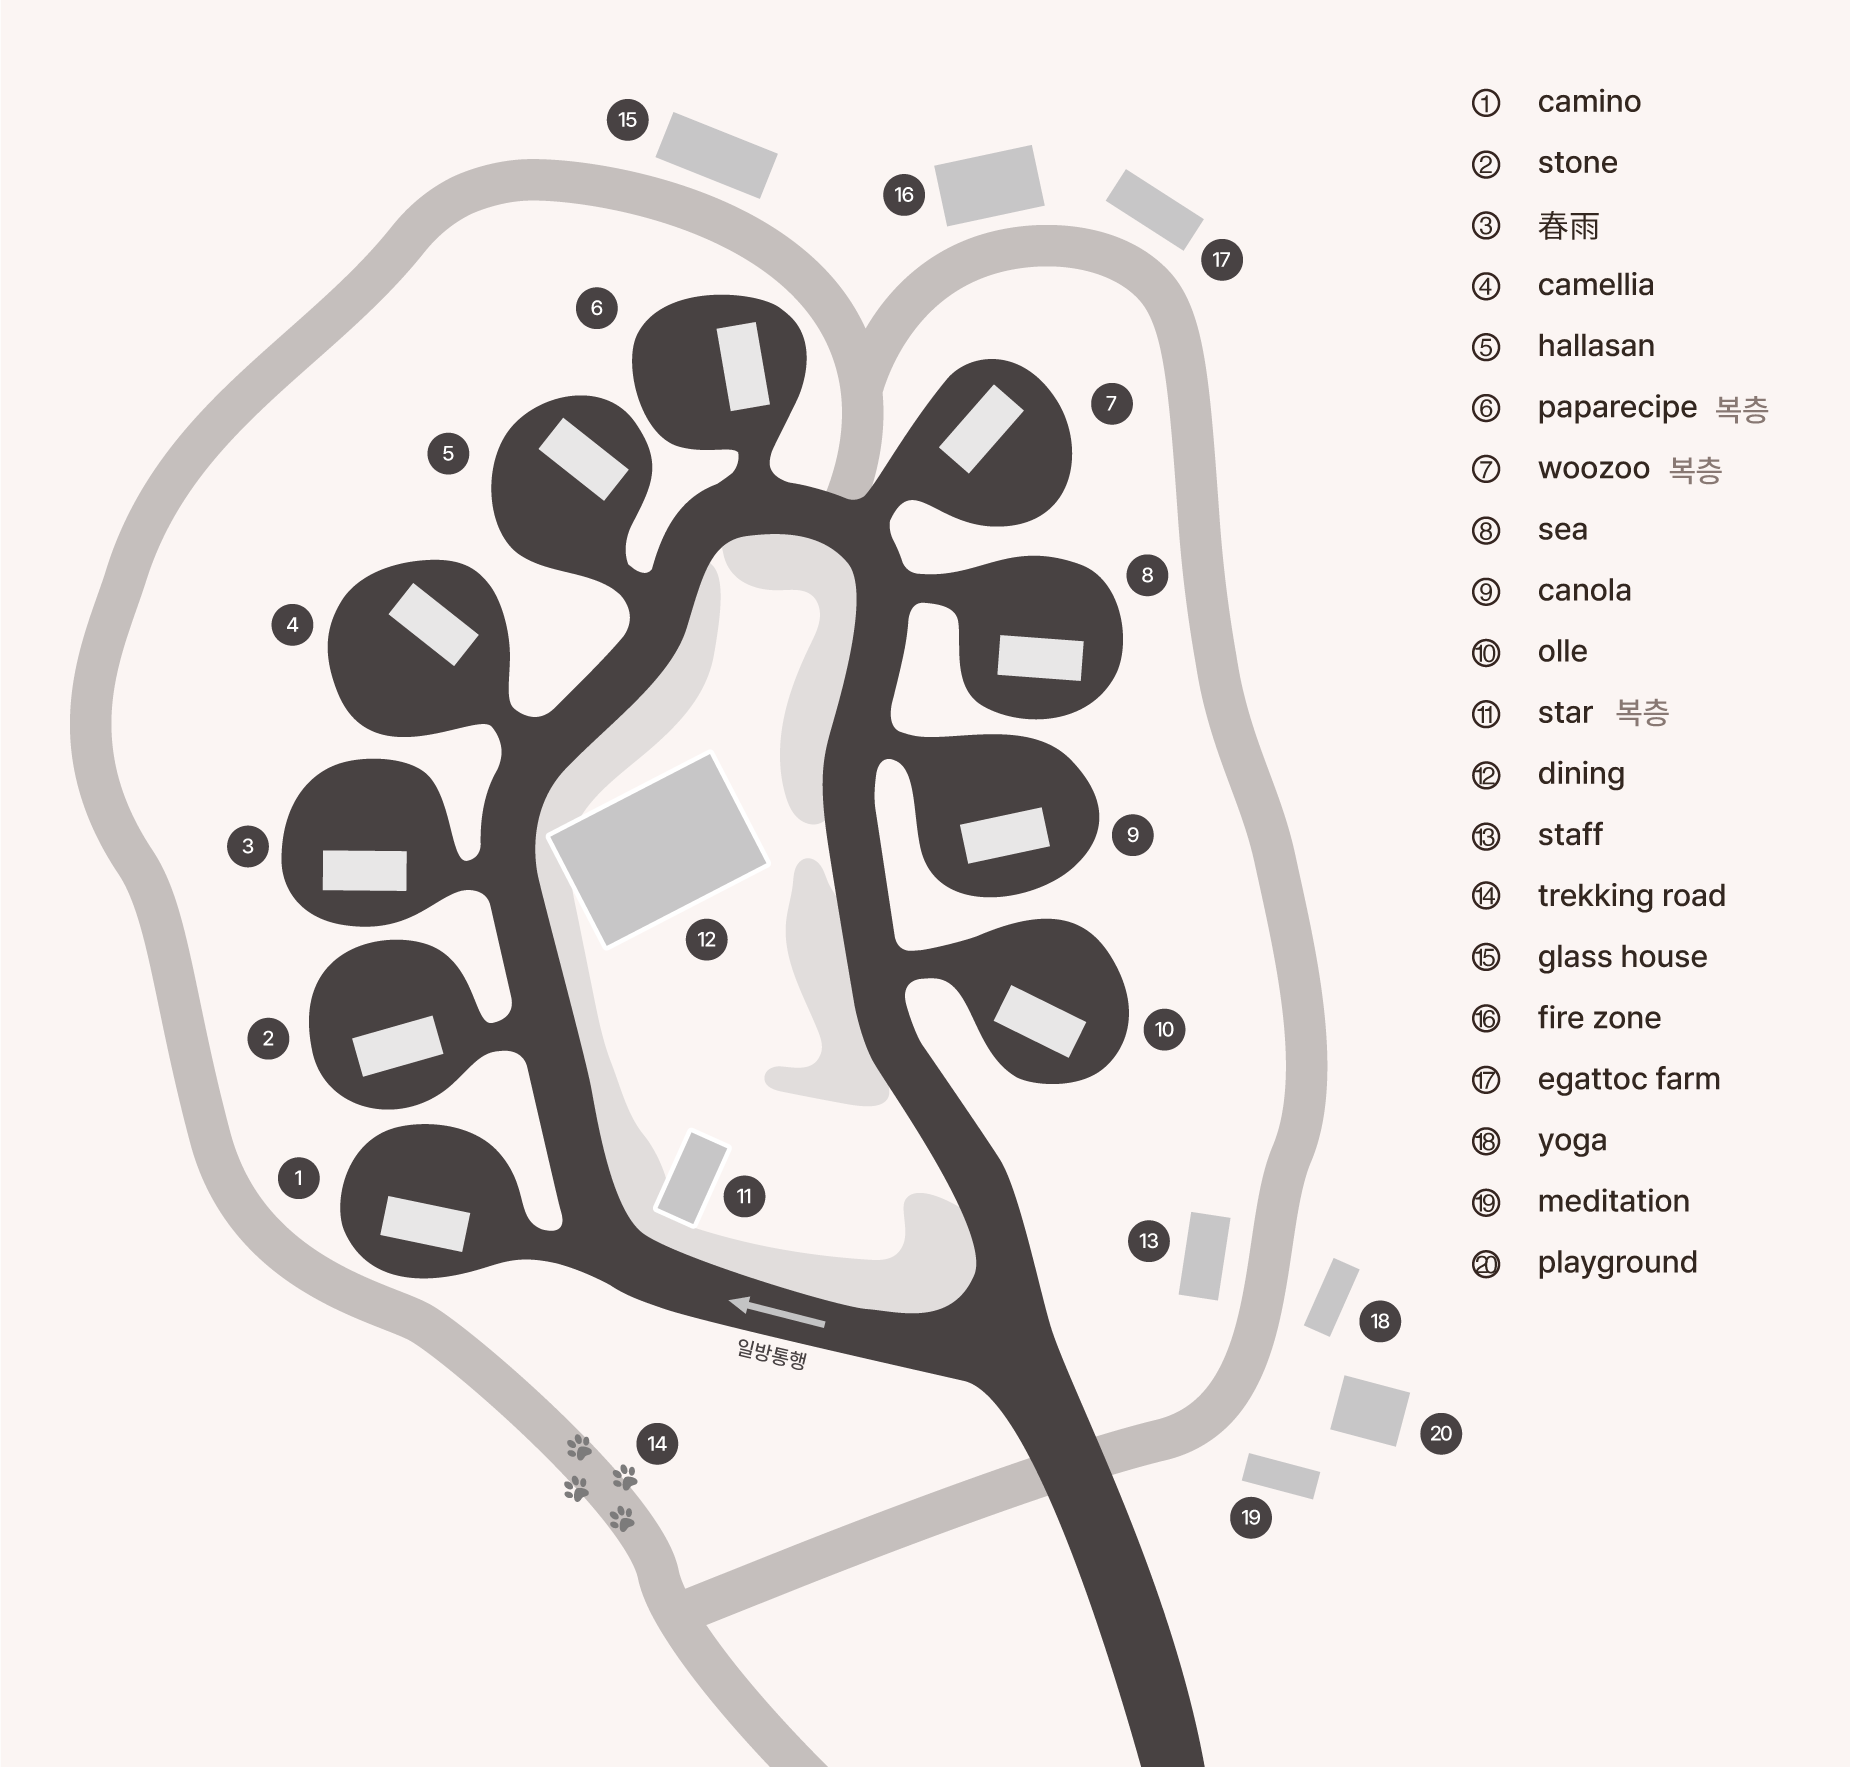 15
16
17
6
7
5
8
4
9
3
12
10
2
1
11
13
18
일방통행
14
20
19
① camino
② stone
③ 春雨
④ camellia
⑤ hallasan
⑥ paparecipe 복층
⑦ woozoo 복층
⑧ sea
⑨ canola
⑩ olle
⑪ star 복층
⑫ dining
⑬ staff
⑭ trekking road
⑮ glass house
⑯ fire zone
⑰ egattoc farm
⑱ yoga
⑲ meditation
⑳ playground